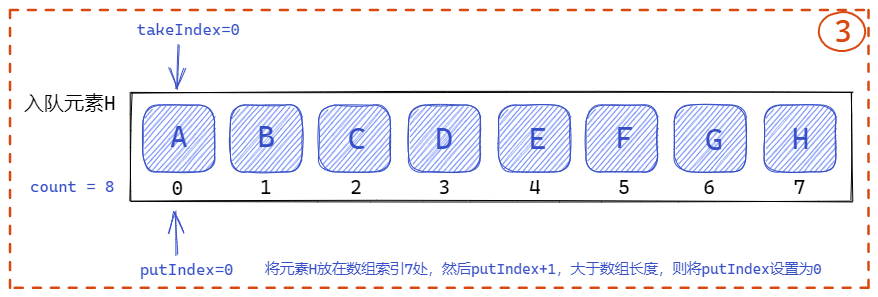 ③
takeIndex=0
入队元素H
A B C D E F G H
count = 8
0 1 2 3 4 5 6 7
putIndex=0
将元素H放在数组索引7处，然后putIndex+1，大于数组长度，则将putIndex设置为0